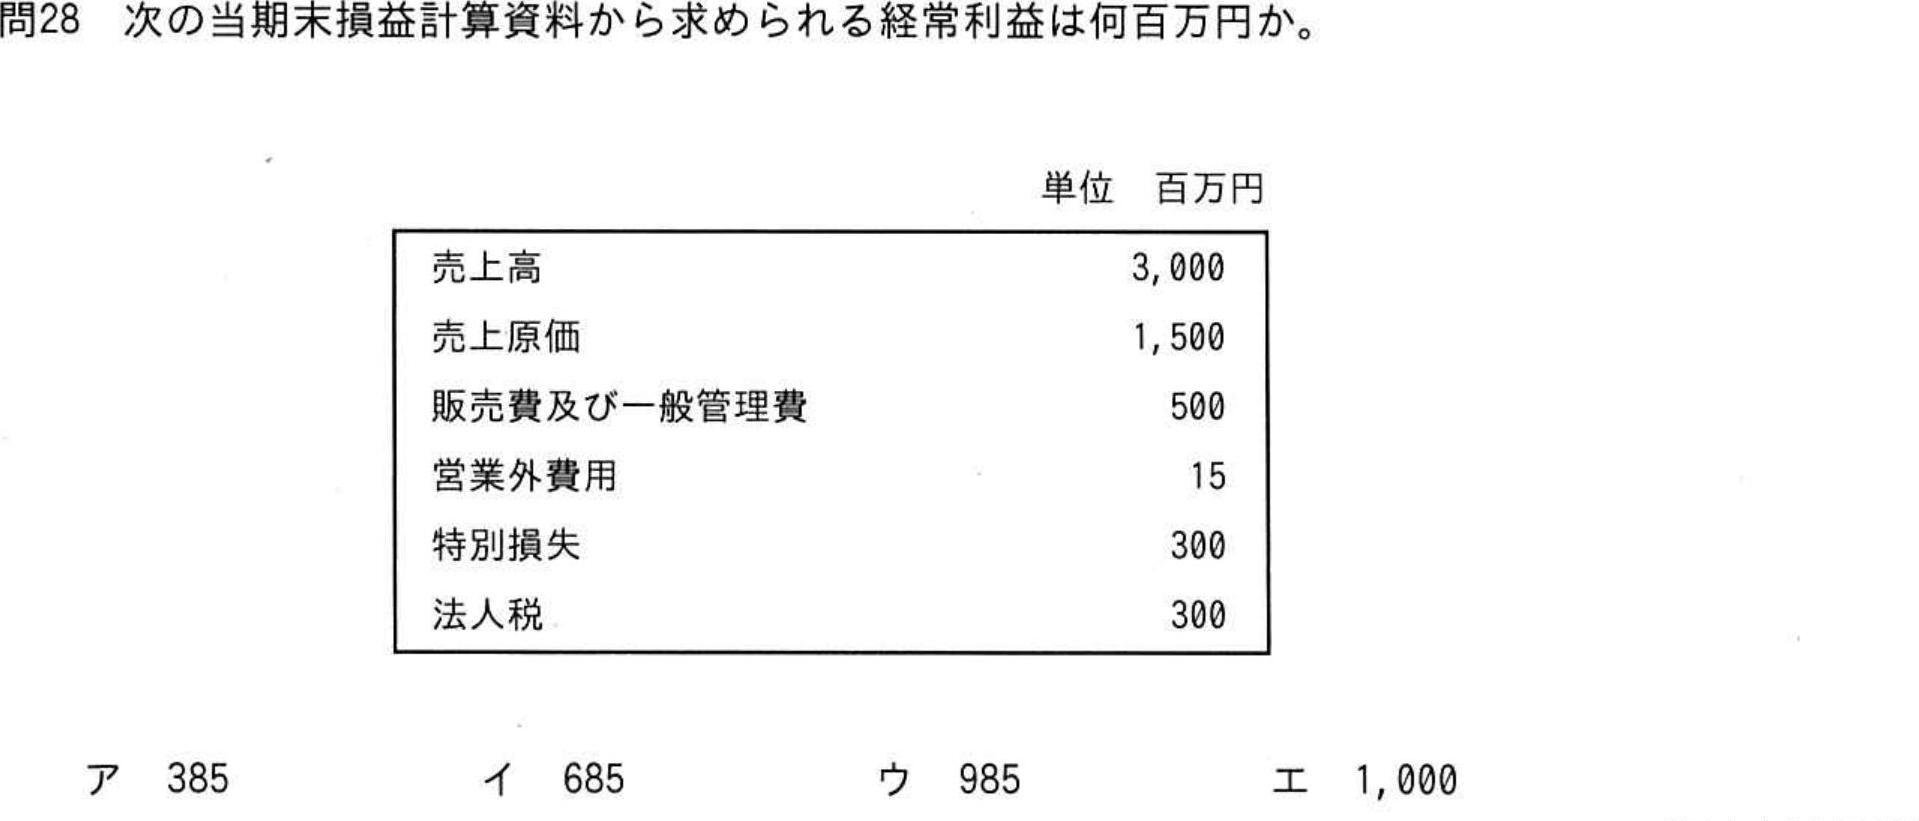 問28　次の当期末損益計算資料から求められる経常利益は何百万円か。
単位　百万円
売上高　3,000
売上原価　1,500
販売費及び一般管理費　500
営業外費用　15
特別損失　300
法人税　300
ア　385　イ　685　ウ　985　エ　1,000